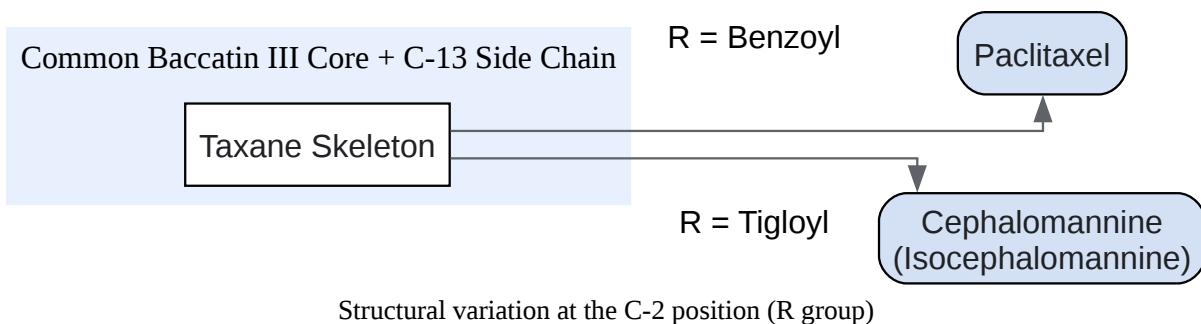 Common Baccatin III Core + C-13 Side Chain
Taxane Skeleton
R = Benzoyl
Paclitaxel
R = Tigloyl
Cephalomannine
(Isocephalomannine)
Structural variation at the C-2 position (R group)